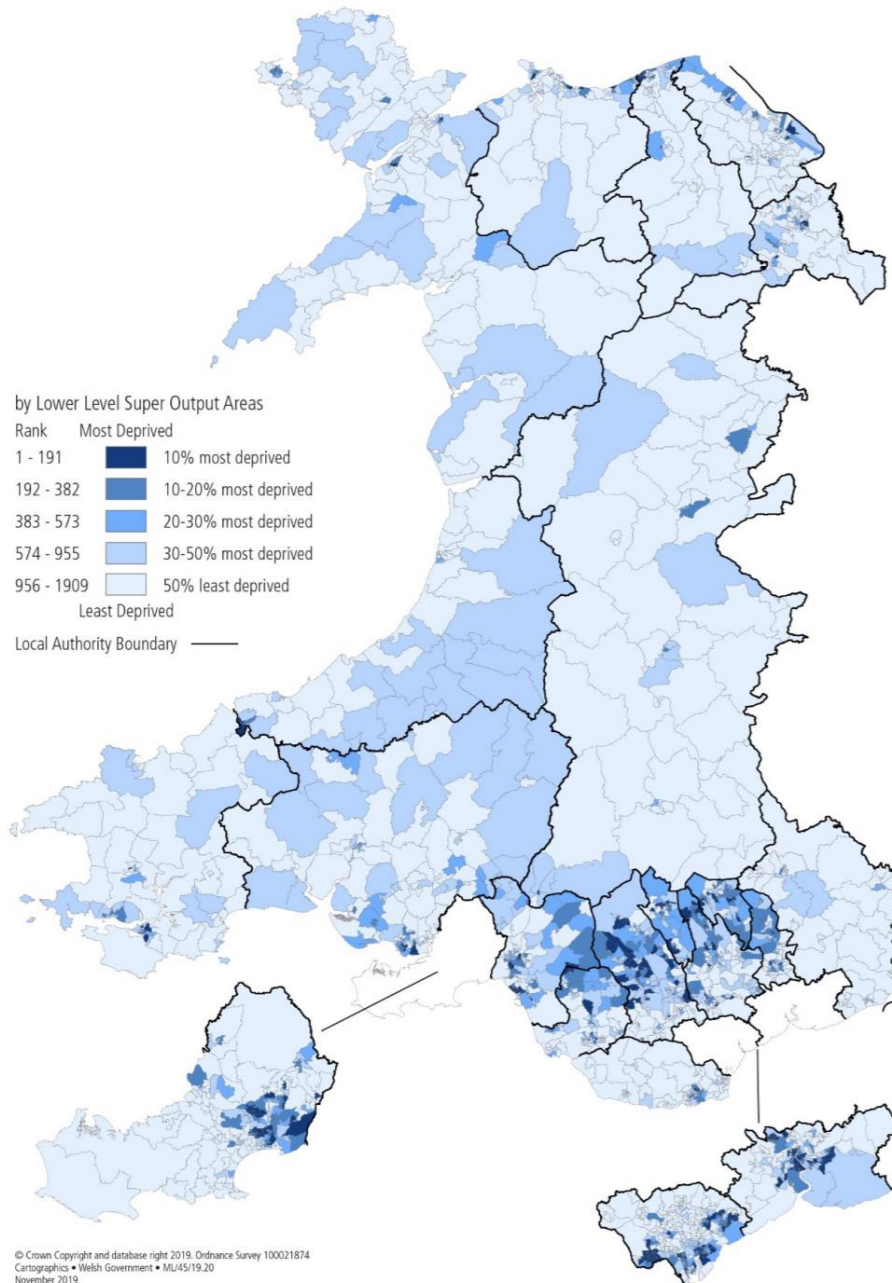 by Lower Level Super Output Areas
Rank Most Deprived
1 - 191 10% most deprived
192 - 382 10-20% most deprived
383 - 573 20-30% most deprived
574 - 955 30-50% most deprived
956 - 1909 50% least deprived
Least Deprived
Local Authority Boundary
© Crown Copyright and database right 2019. Ordnance Survey 100021874
Cartographics • Welsh Government • ML/45/19.20
November 2019